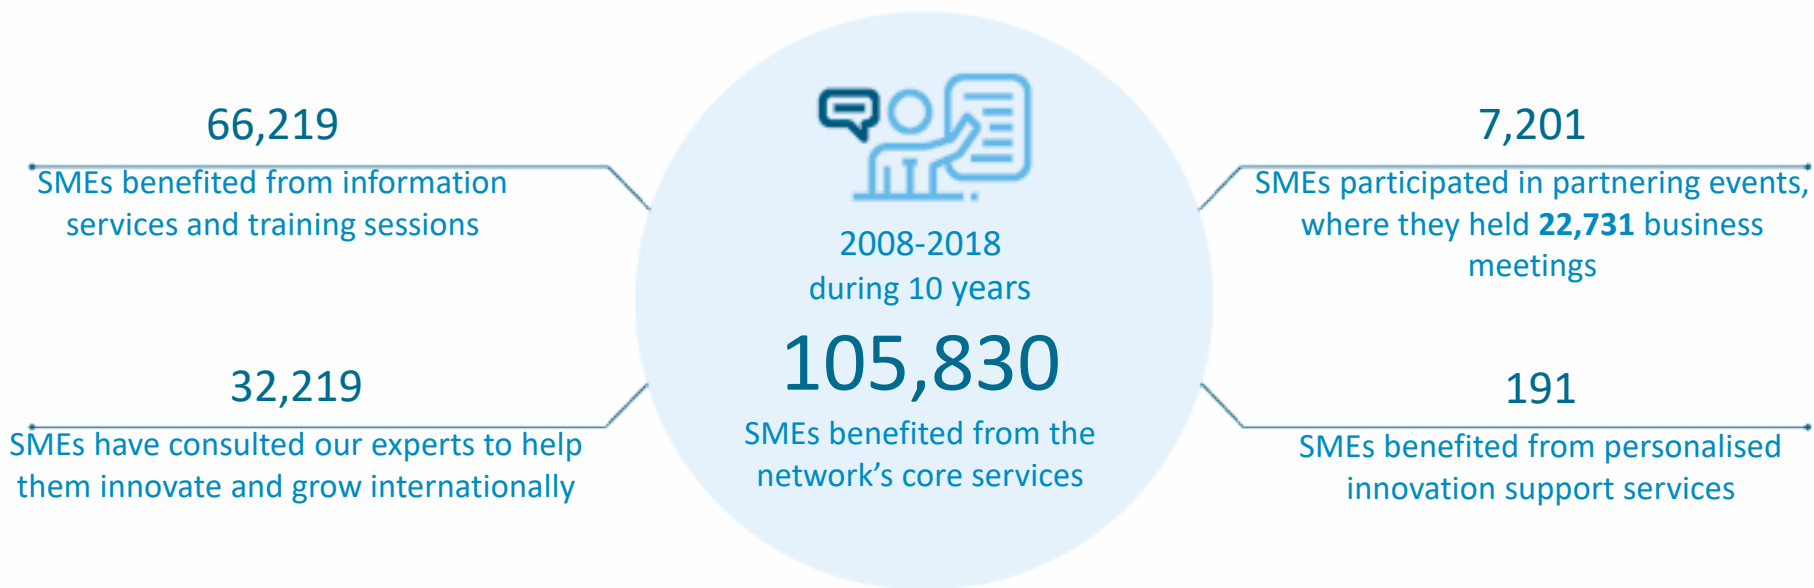 66,219
SMEs benefited from information
services and training sessions
32,219
SMEs have consulted our experts to help
them innovate and grow internationally
2008-2018
during 10 years
105,830
SMEs benefited from the
network's core services
7,201
SMEs participated in partnering events,
where they held 22,731 business
meetings
191
SMEs benefited from personalised
innovation support services